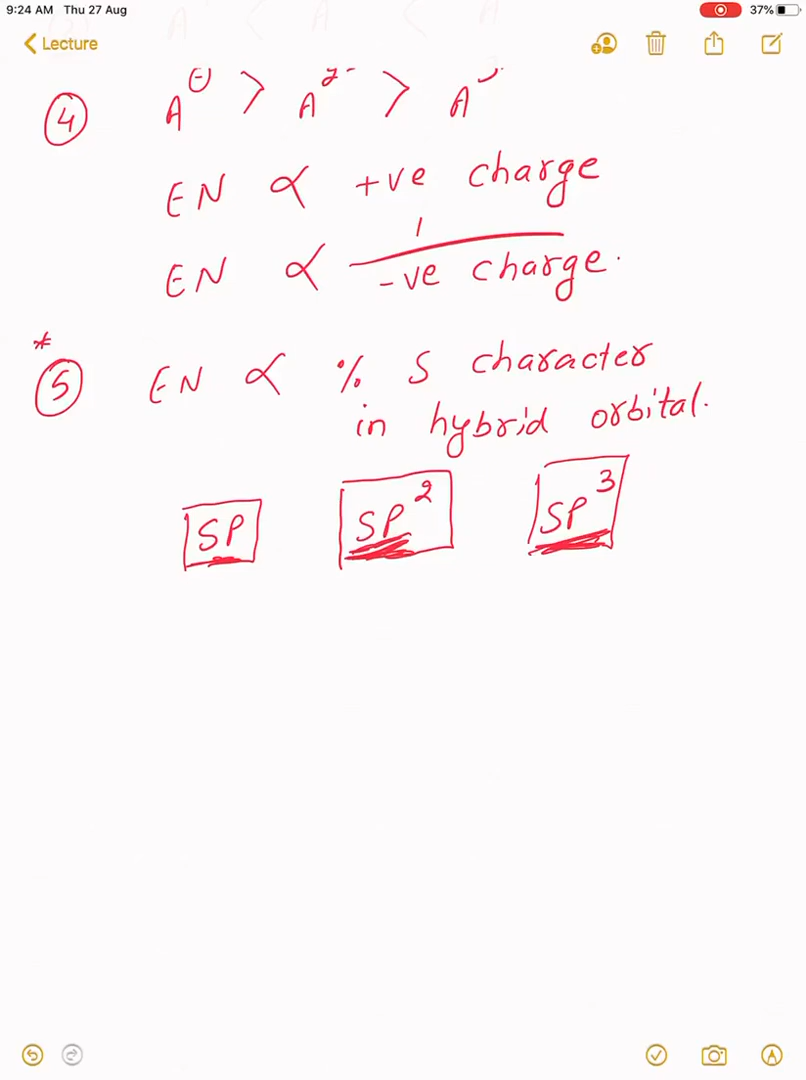 9:24 AM Thu 27 Aug 37%
Lecture
④ A⊖ > A²⁻ > A
EN ∝ +ve charge
1
EN ∝ -ve charge.
*
⑤ EN ∝ % S character
in hybrid orbital.
SP SP² SP³